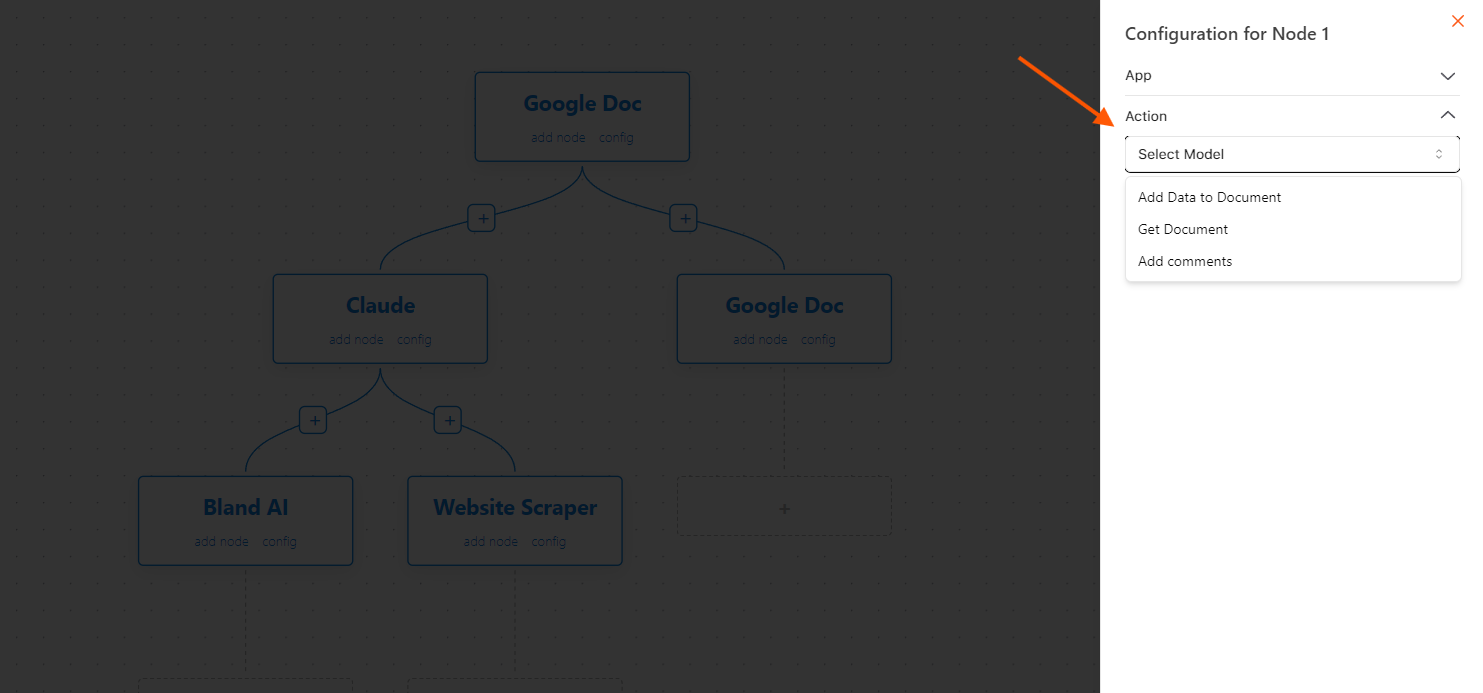 Google Doc
add node config
+ +
Claude
add node config
Google Doc
add node config
+ +
Bland AI
add node config
Website Scraper
add node config
+
Configuration for Node 1
App
Action
Select Model
Add Data to Document
Get Document
Add comments